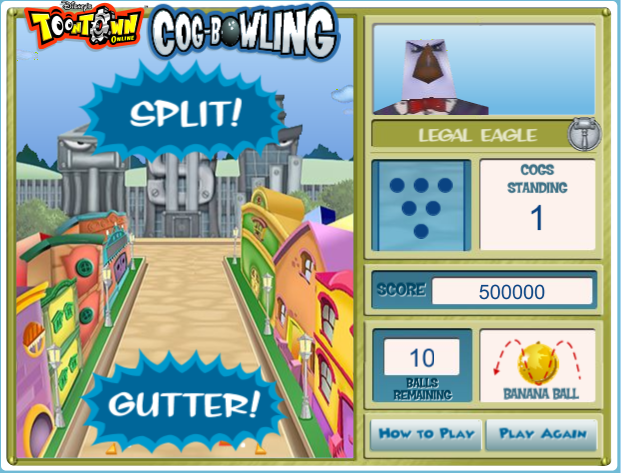 Disney's
TOONTOWN
ONLINE
COG-BOWLING
SPLIT!
GUTTER!
LEGAL EAGLE
COGS
STANDING
1
SCORE
500000
10
BALLS
REMAINING
BANANA BALL
HOW TO PLAY
PLAY AGAIN